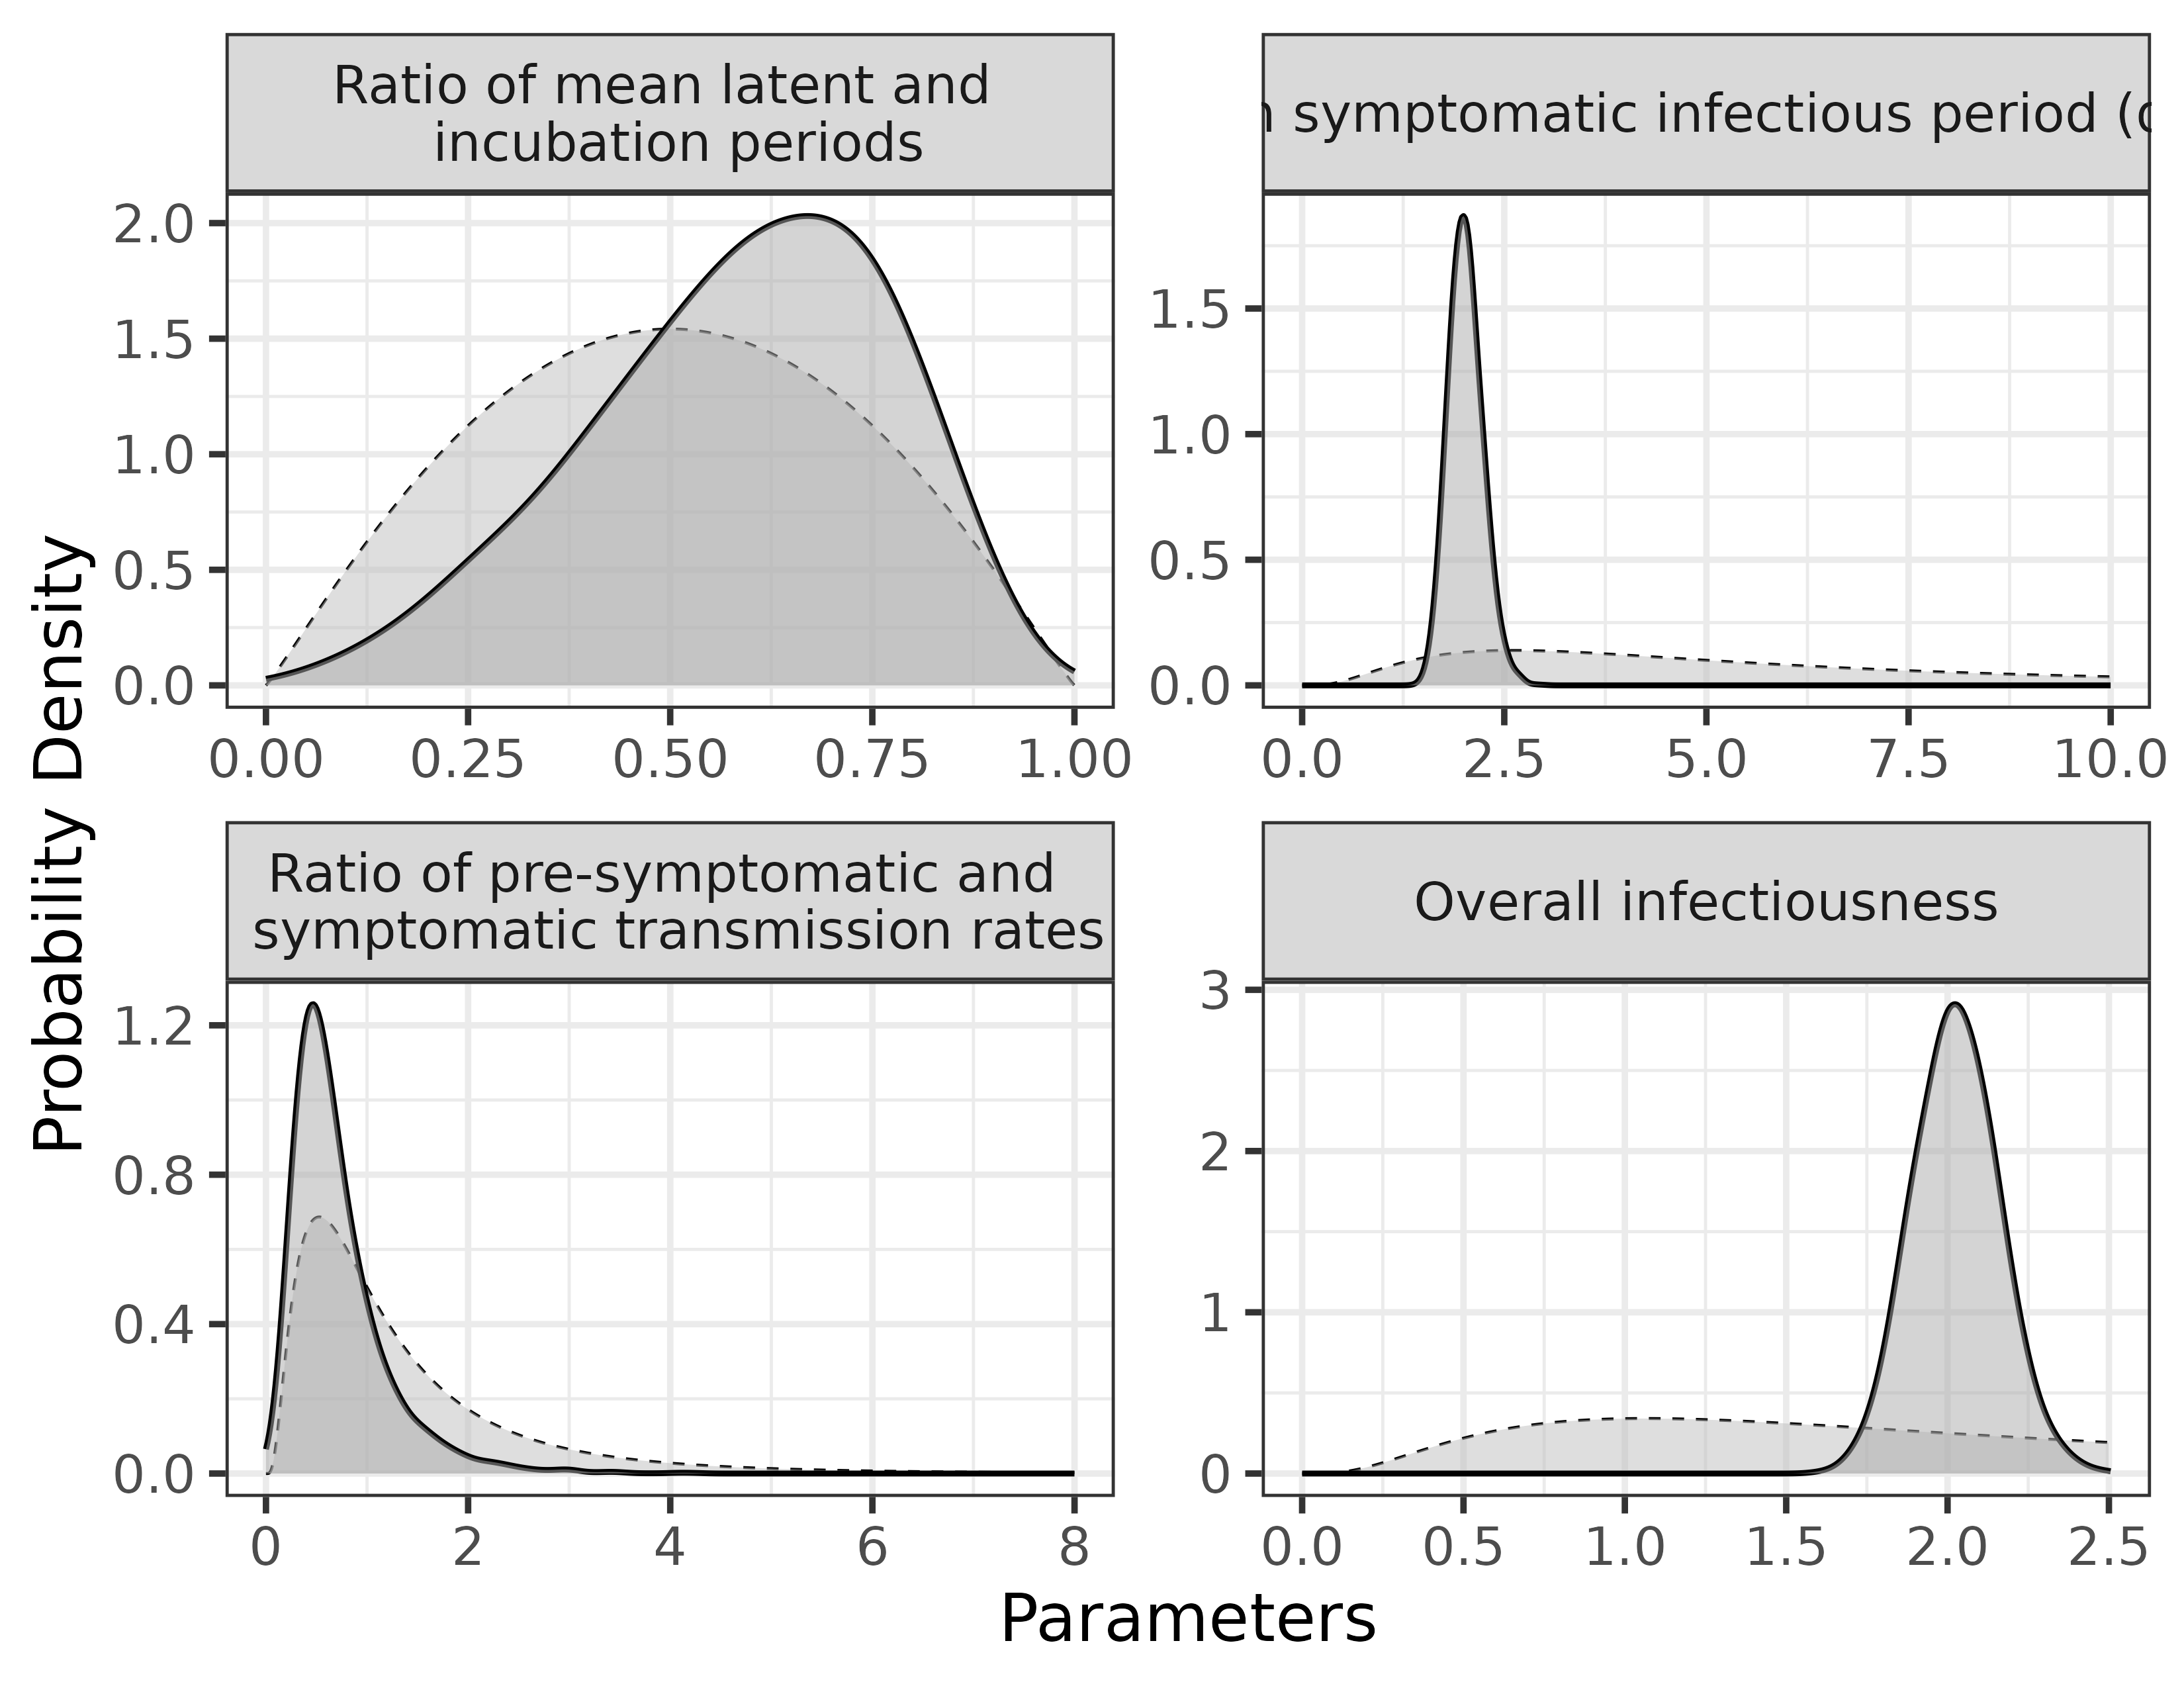 Ratio of mean latent and
incubation periods
symptomatic infectious period
2.0
1.5
1.0
0.5
0.0
0.00 0.25 0.50 0.75 1.00
1.5
1.0
0.5
0.0
0.0 2.5 5.0 7.5 10.0
Probability Density
Ratio of pre-symptomatic and
symptomatic transmission rates
Overall infectiousness
1.2
0.8
0.4
0.0
0 2 4 6 8
3
2
1
0
0.0 0.5 1.0 1.5 2.0 2.5
Parameters